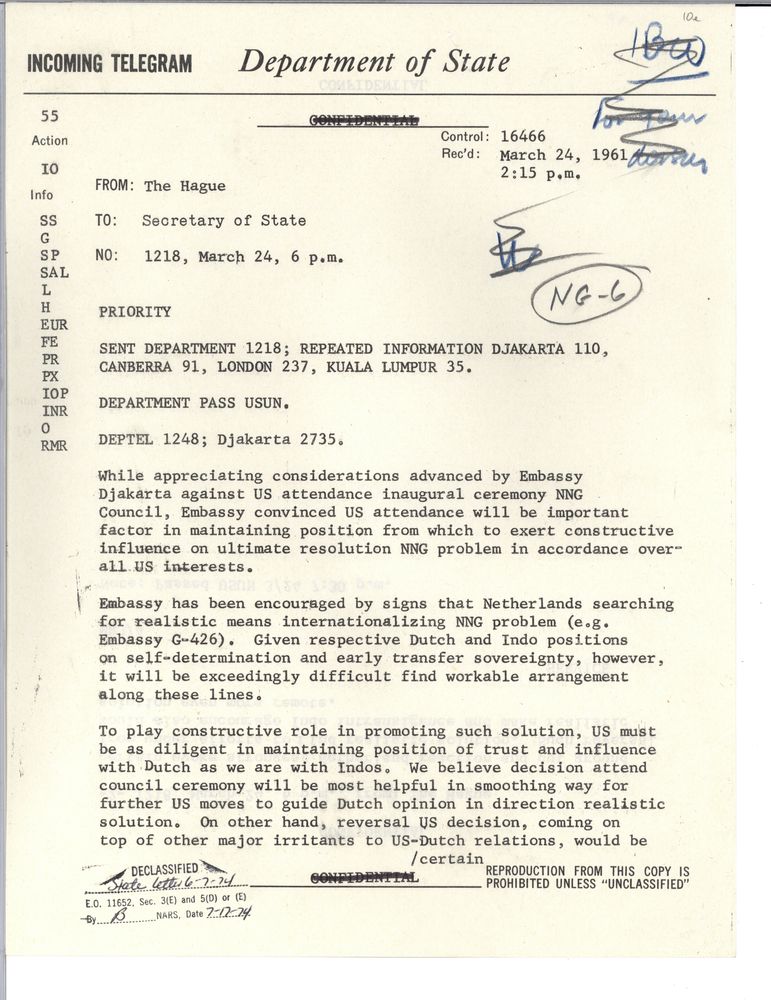 10a
INCOMING TELEGRAM Department of State
IBW
for your
55
CONFIDENTIAL
Action
Control: 16466
Rec'd: March 24, 1961
2:15 p.m.
IO
FROM: The Hague
Info
SS
TO: Secretary of State
G
SP
NO: 1218, March 24, 6 p.m.
SAL
L
NG-6
H
PRIORITY
EUR
FE
SENT DEPARTMENT 1218; REPEATED INFORMATION DJAKARTA 110,
PR
CANBERRA 91, LONDON 237, KUALA LUMPUR 35.
PX
IOP
DEPARTMENT PASS USUN.
INR
O
DEPTEL 1248; Djakarta 2735.
RMR
While appreciating considerations advanced by Embassy
Djakarta against US attendance inaugural ceremony NNG
Council, Embassy convinced US attendance will be important
factor in maintaining position from which to exert constructive
influence on ultimate resolution NNG problem in accordance over-
all US interests.
Embassy has been encouraged by signs that Netherlands searching
for realistic means internationalizing NNG problem (e.g.
Embassy G-426). Given respective Dutch and Indo positions
on self-determination and early transfer sovereignty, however,
it will be exceedingly difficult find workable arrangement
along these lines.
To play constructive role in promoting such solution, US must
be as diligent in maintaining position of trust and influence
with Dutch as we are with Indos. We believe decision attend
council ceremony will be most helpful in smoothing way for
further US moves to guide Dutch opinion in direction realistic
solution. On other hand, reversal US decision, coming on
top of other major irritants to US-Dutch relations, would be
/certain
DECLASSIFIED
State letter 6-7-74
E.O. 11652, Sec. 3(E) and 5(D) or (E)
By B NARS, Date 7-17-74
CONFIDENTIAL
REPRODUCTION FROM THIS COPY IS
PROHIBITED UNLESS "UNCLASSIFIED"